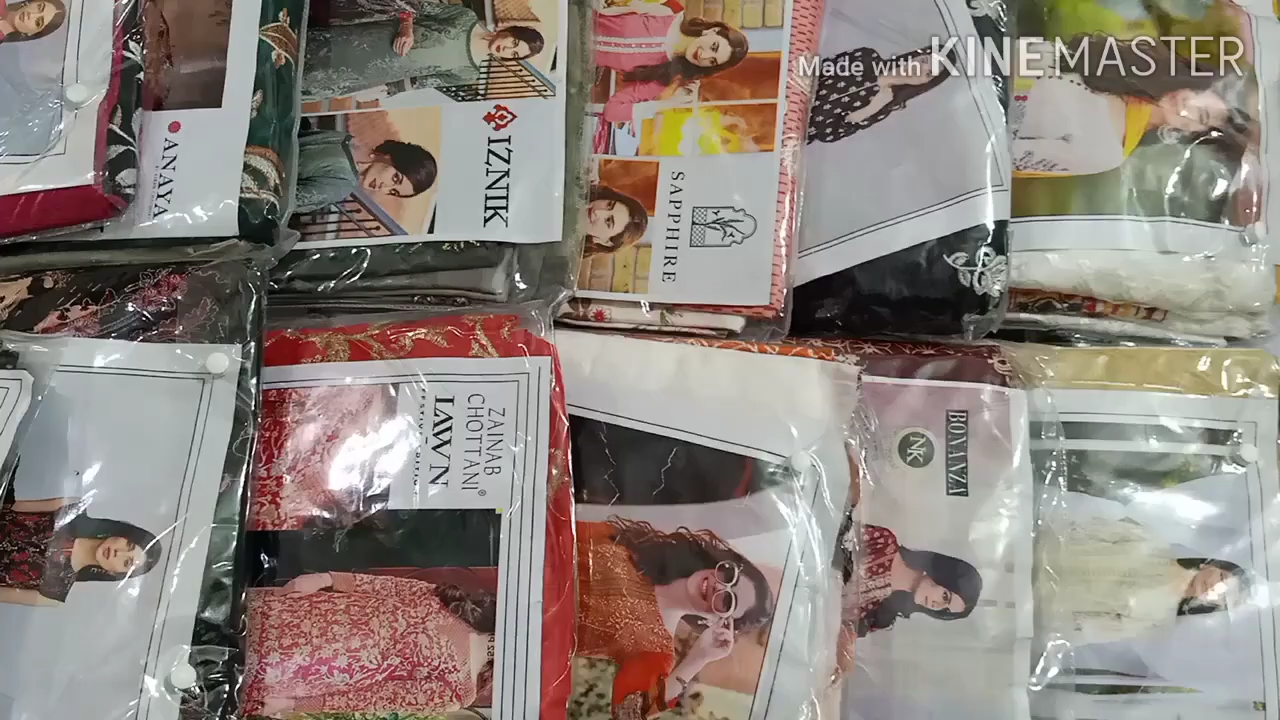 Made with KINEMASTER
ANAYA
IZNIK
SAPPHIRE
ZAINAB
CHOTTANI®
LAWN
BONANZA
NK